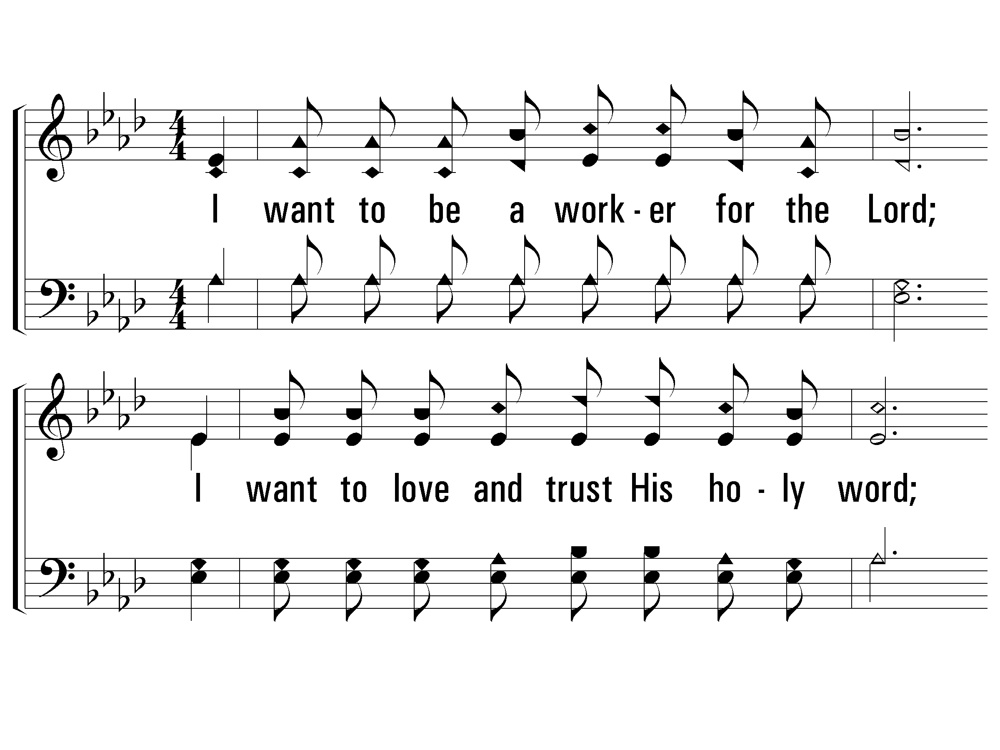 I want to be a work - er for the Lord;
I want to love and trust His ho - ly word;